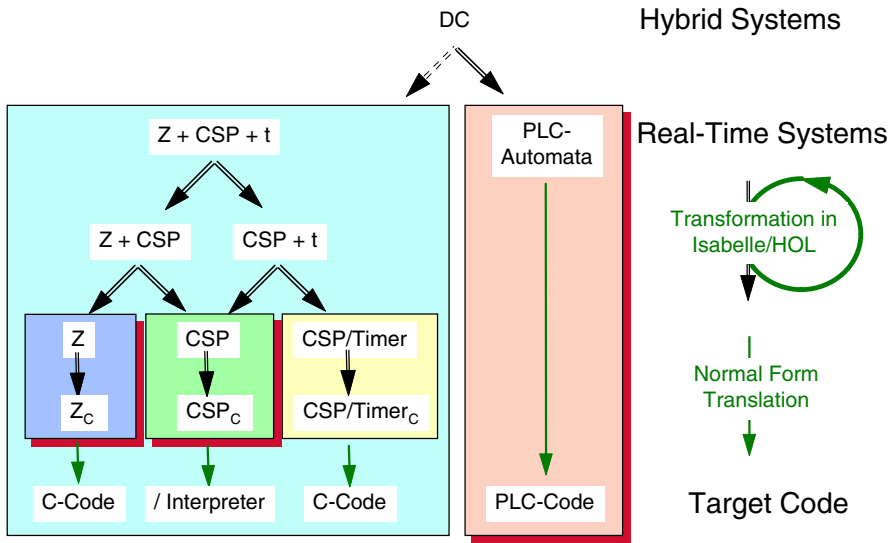 DC
Hybrid Systems
Z + CSP + t
PLC-
Automata
Real-Time Systems
Z + CSP
CSP + t
Transformation in
Isabelle/HOL
Z
CSP
CSP/Timer
Z_C
CSP_C
CSP/Timer_C
Normal Form
Translation
C-Code
/ Interpreter
C-Code
PLC-Code
Target Code